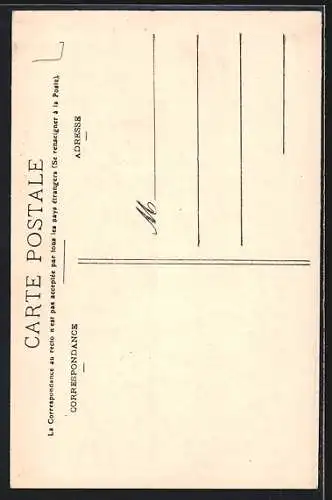 CARTE POSTALE
La Correspondance au recto n'est pas acceptée par tous les pays étrangers (Se renseigner à la Poste).
CORRESPONDANCE
ADRESSE
M